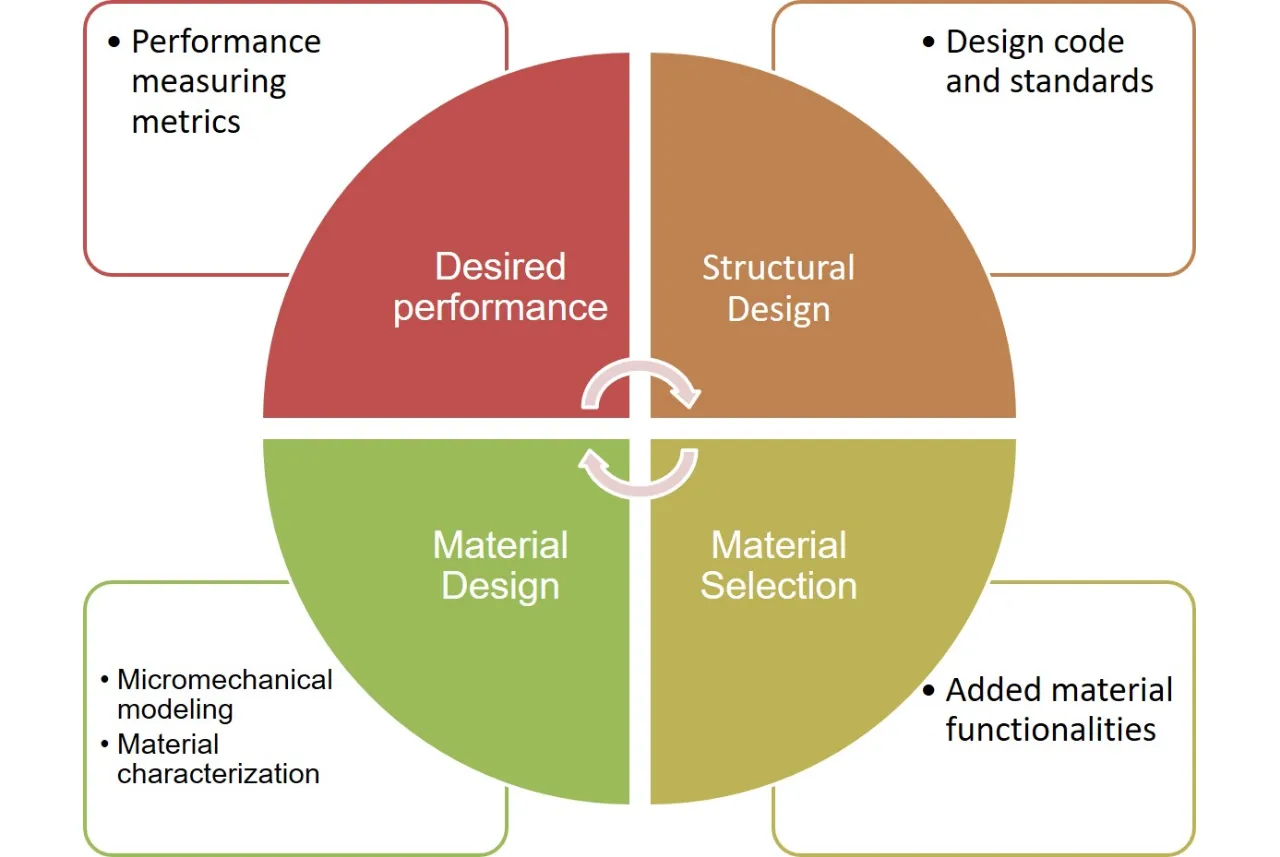 • Performance
measuring
metrics
• Design code
and standards
Desired
performance
Structural
Design
Material
Design
Material
Selection
• Micromechanical
modeling
• Material
characterization
• Added material
functionalities